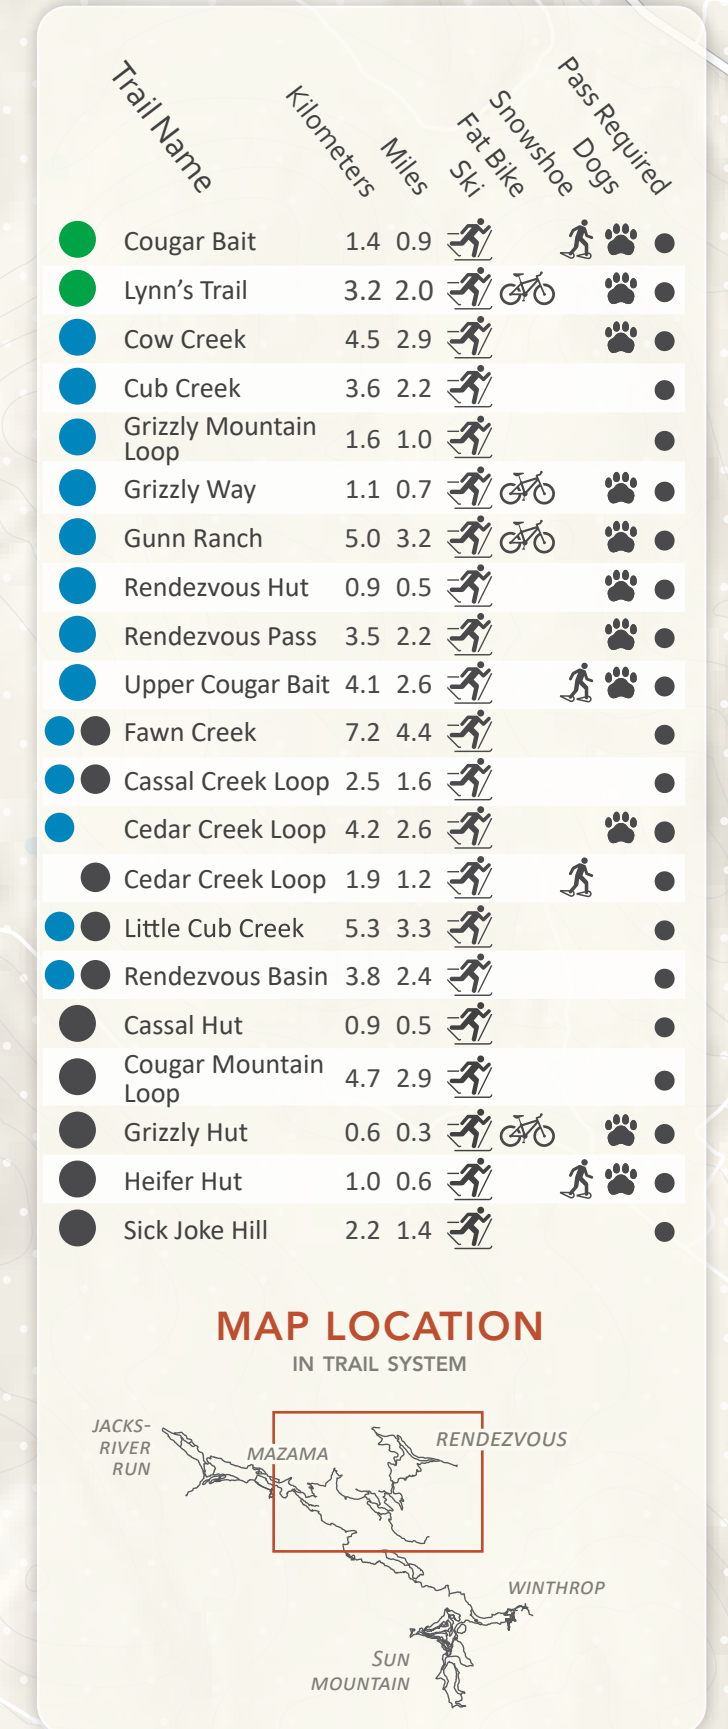 Trail Name Kilometers Miles Ski Fat Bike Snowshoe Dogs Pass Required
Cougar Bait 1.4 0.9
Lynn's Trail 3.2 2.0
Cow Creek 4.5 2.9
Cub Creek 3.6 2.2
Grizzly Mountain
Loop 1.6 1.0
Grizzly Way 1.1 0.7
Gunn Ranch 5.0 3.2
Rendezvous Hut 0.9 0.5
Rendezvous Pass 3.5 2.2
Upper Cougar Bait 4.1 2.6
Fawn Creek 7.2 4.4
Cassal Creek Loop 2.5 1.6
Cedar Creek Loop 4.2 2.6
Cedar Creek Loop 1.9 1.2
Little Cub Creek 5.3 3.3
Rendezvous Basin 3.8 2.4
Cassal Hut 0.9 0.5
Cougar Mountain
Loop 4.7 2.9
Grizzly Hut 0.6 0.3
Heifer Hut 1.0 0.6
Sick Joke Hill 2.2 1.4
MAP LOCATION
IN TRAIL SYSTEM
JACKS-
RIVER
RUN
MAZAMA
RENDEZVOUS
WINTHROP
SUN
MOUNTAIN